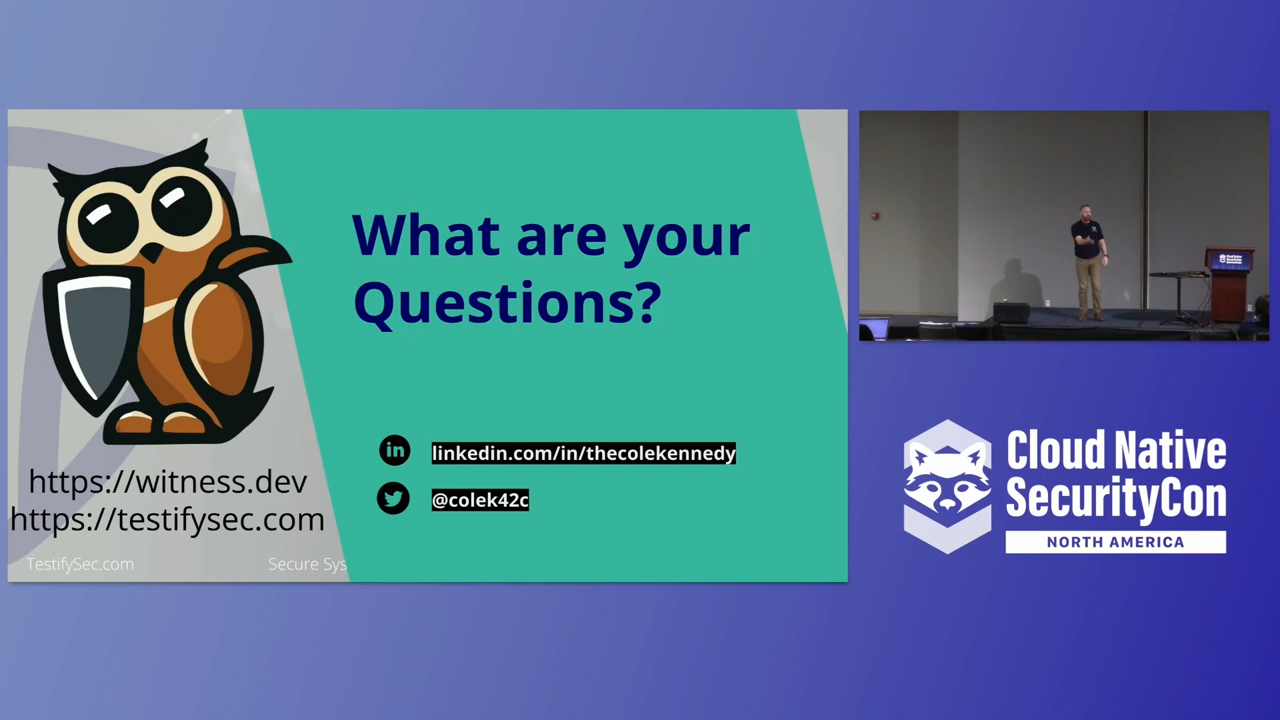 What are your
Questions?
in linkedin.com/in/thecolekennedy
@colek42c
https://witness.dev
https://testifysec.com
TestifySec.com
Secure Sys
Cloud Native
SecurityCon
NORTH AMERICA